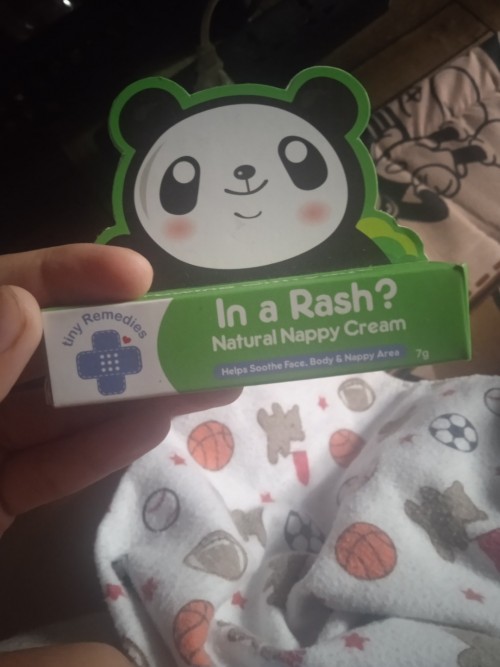 tiny Remedies
In a Rash?
Natural Nappy Cream
Helps Soothe Face, Body & Nappy Area
7g